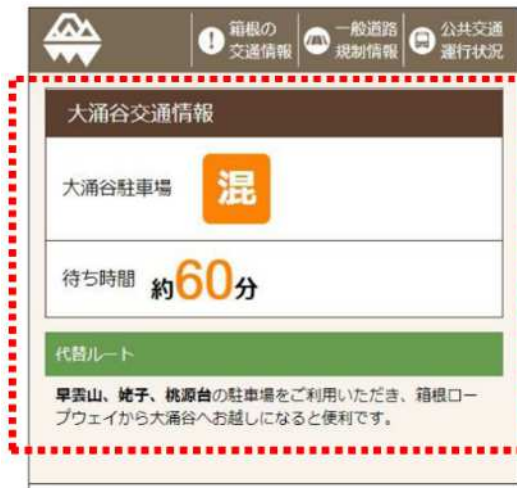 箱根の
交通情報
一般道路
規制情報
公共交通
運行状況
大涌谷交通情報
大涌谷駐車場
混
待ち時間 約60分
代替ルート
早雲山、姥子、桃源台の駐車場をご利用いただき、箱根ロー
プウェイから大涌谷へお越しになると便利です。